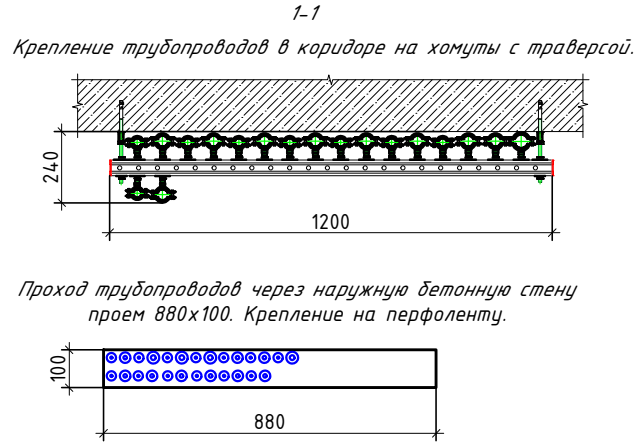 1-1
Крепление трубопроводов в коридоре на хомуты с траверсой.
240
1200
Проход трубопроводов через наружную бетонную стену
проем 880х100. Крепление на перфоленту.
100
880